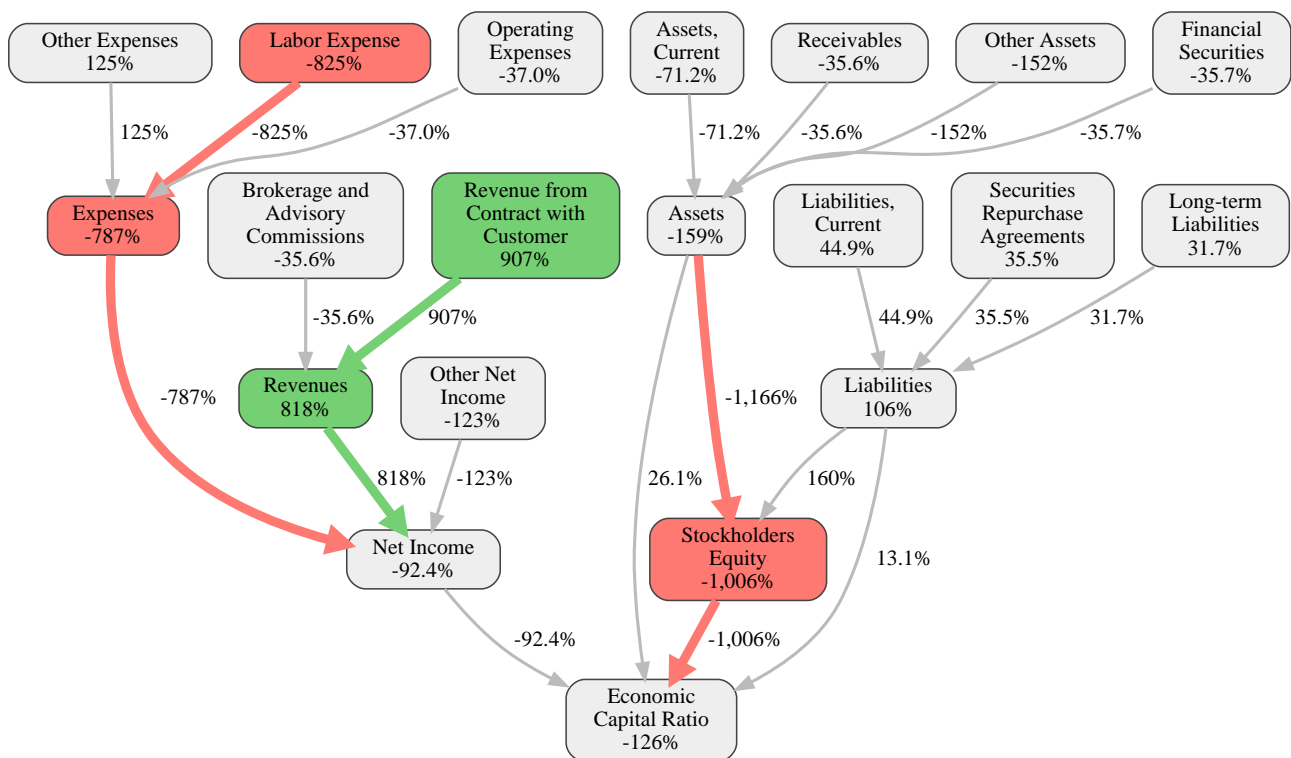 Other Expenses
125%
Labor Expense
-825%
Operating
Expenses
-37.0%
Assets,
Current
-71.2%
Receivables
-35.6%
Other Assets
-152%
Financial
Securities
-35.7%
125%
-825%
-37.0%
-71.2%
-35.6%
-152%
-35.7%
Expenses
-787%
Brokerage and
Advisory
Commissions
-35.6%
Revenue from
Contract with
Customer
907%
Assets
-159%
Liabilities,
Current
44.9%
Securities
Repurchase
Agreements
35.5%
Long-term
Liabilities
31.7%
-35.6%
907%
44.9%
35.5%
31.7%
-787%
Revenues
818%
Other Net
Income
-123%
-1,166%
Liabilities
106%
818%
-123%
26.1%
160%
13.1%
Net Income
-92.4%
Stockholders
Equity
-1,006%
-92.4%
-1,006%
Economic
Capital Ratio
-126%